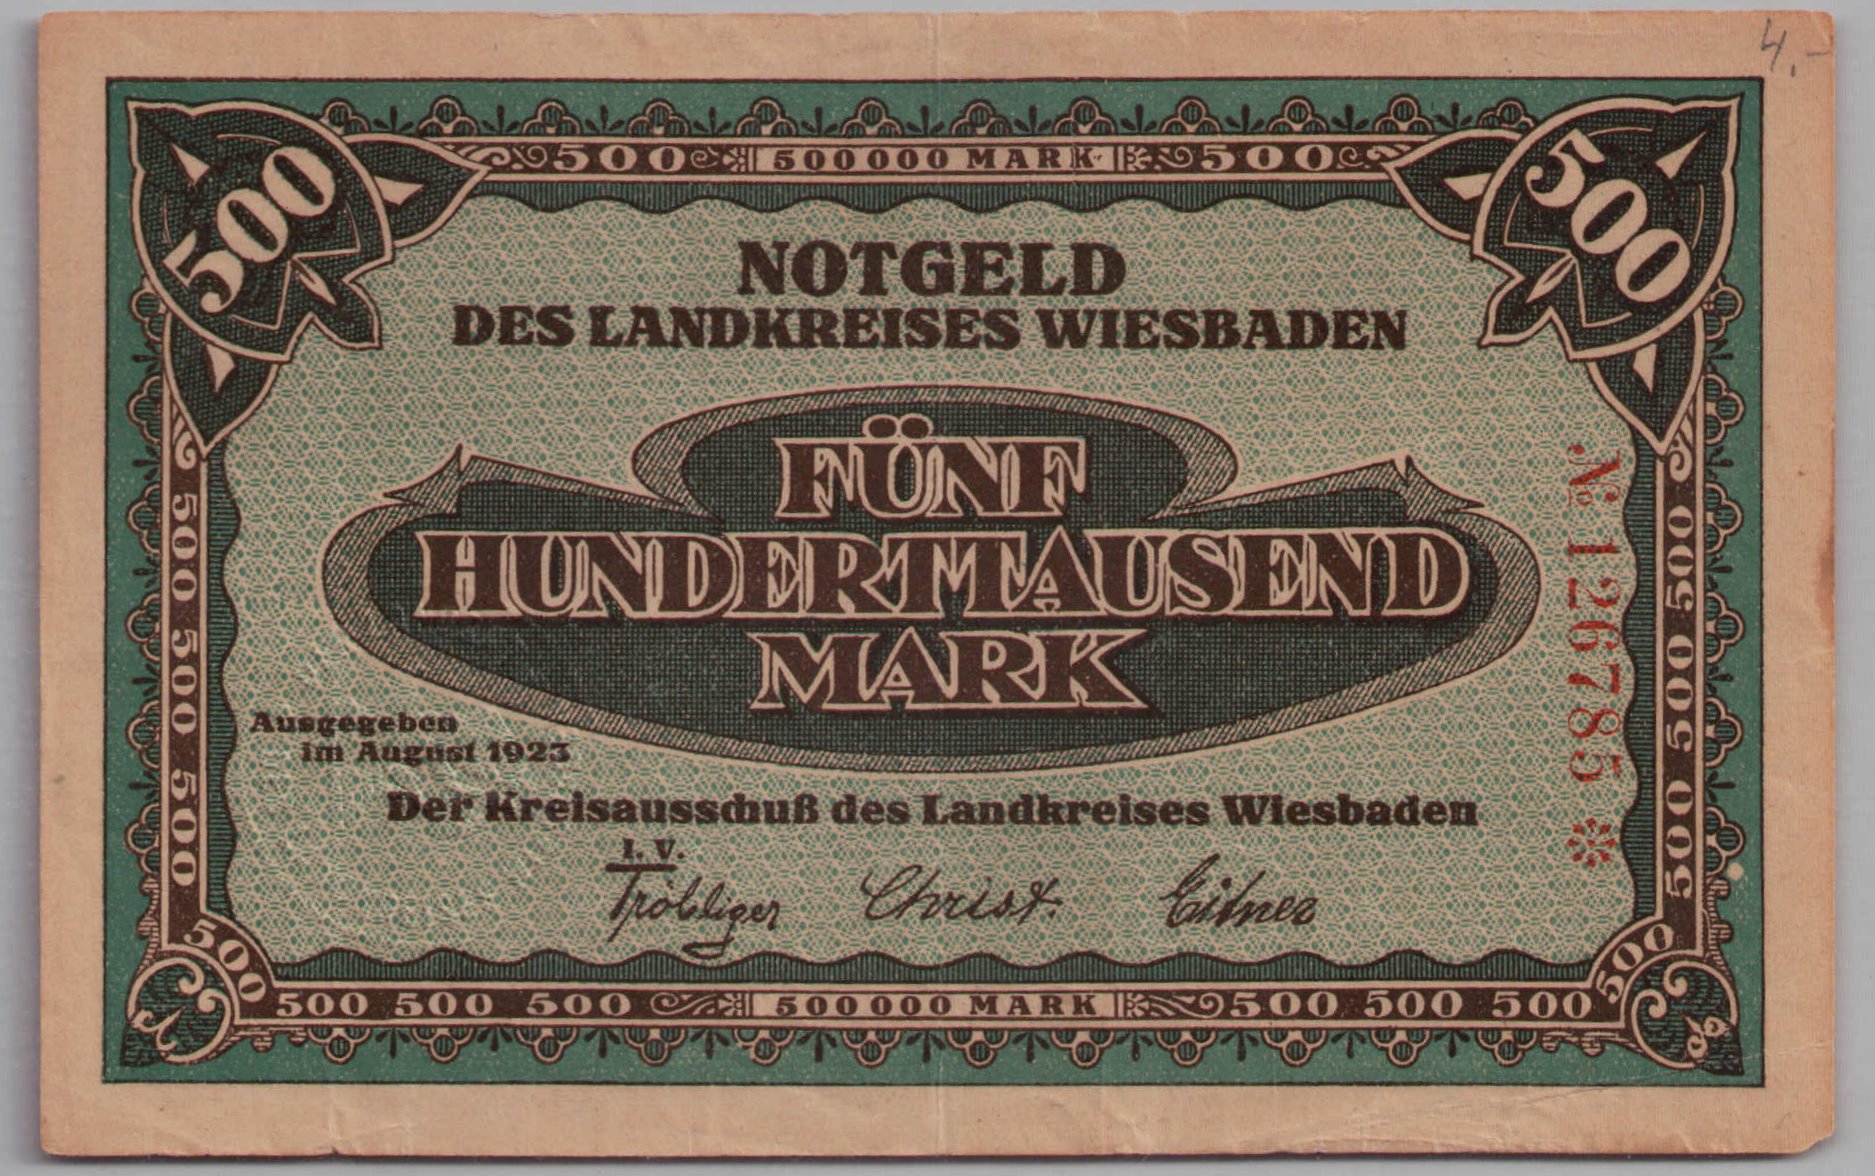 4.-
500
500 500000 MARK 500
500
NOTGELD
DES LANDKREISES WIESBADEN
FÜNF
HUNDERTTAUSEND
MARK
№ 126785
Ausgegeben
im August 1923
Der Kreisausschuß des Landkreises Wiesbaden
I. V.
Christ.
Eitner
500 500 500
500 500 500
500
500 500 500 500000 MARK 500 500 500
500